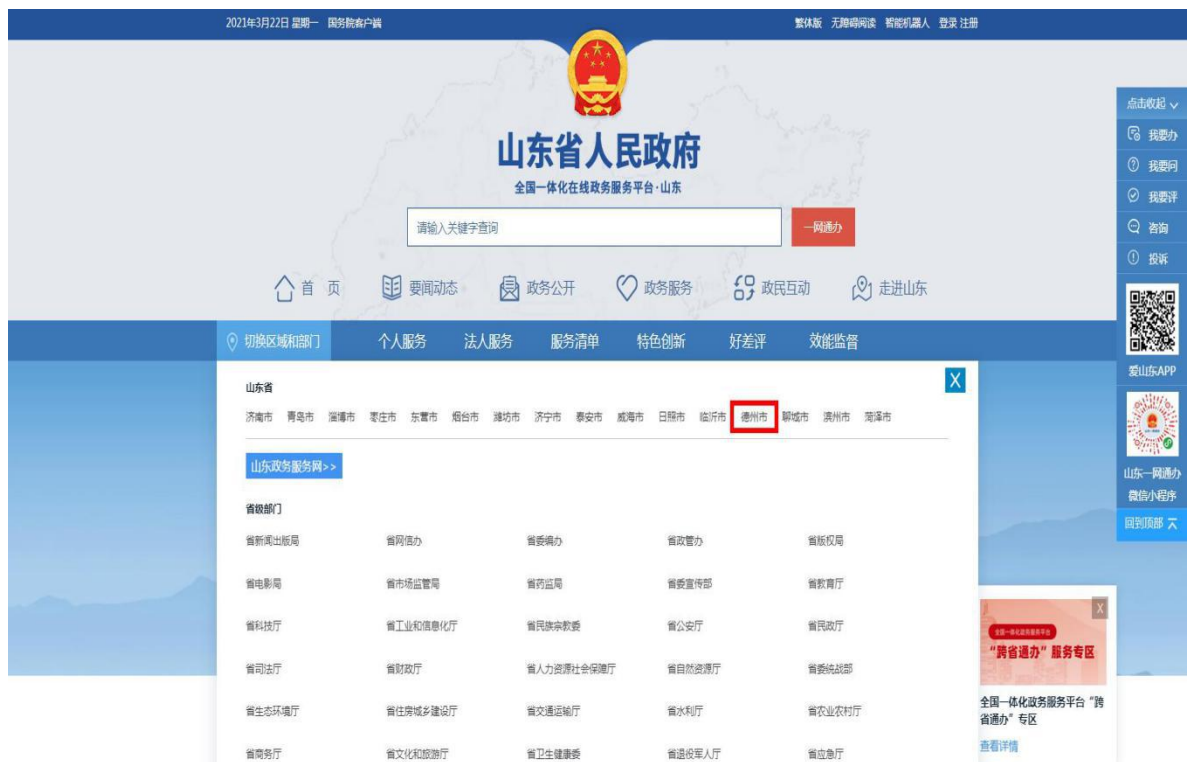 2021年3月22日 星期一 国务院客户端 繁体版 无障碍阅读 智能机器人 登录 注册
山东省人民政府
全国一体化在线政务服务平台·山东
请输入关键字查询 一网通办
首 页 要闻动态 政务公开 政务服务 政民互动 走进山东
切换区域和部门 个人服务 法人服务 服务清单 特色创新 好差评 效能监督
X
山东省
济南市 青岛市 淄博市 枣庄市 东营市 烟台市 潍坊市 济宁市 泰安市 威海市 日照市 临沂市 德州市 聊城市 滨州市 菏泽市
山东政务服务网>>
省级部门
省新闻出版局 省网信办 省委编办 省政管办 省版权局
省电影局 省市场监管局 省药监局 省委宣传部 省教育厅
省科技厅 省工业和信息化厅 省民族宗教委 省公安厅 省民政厅
省司法厅 省财政厅 省人力资源社会保障厅 省自然资源厅 省委统战部
省生态环境厅 省住房城乡建设厅 省交通运输厅 省水利厅 省农业农村厅
省商务厅 省文化和旅游厅 省卫生健康委 省退役军人厅 省应急厅
点击收起
我要办
我要问
我要评
咨询
投诉
爱山东APP
山东一网通办
微信小程序
回到顶部
X
全国一体化政务服务平台
“跨省通办”服务专区
全国一体化政务服务平台“跨
省通办”专区
查看详情